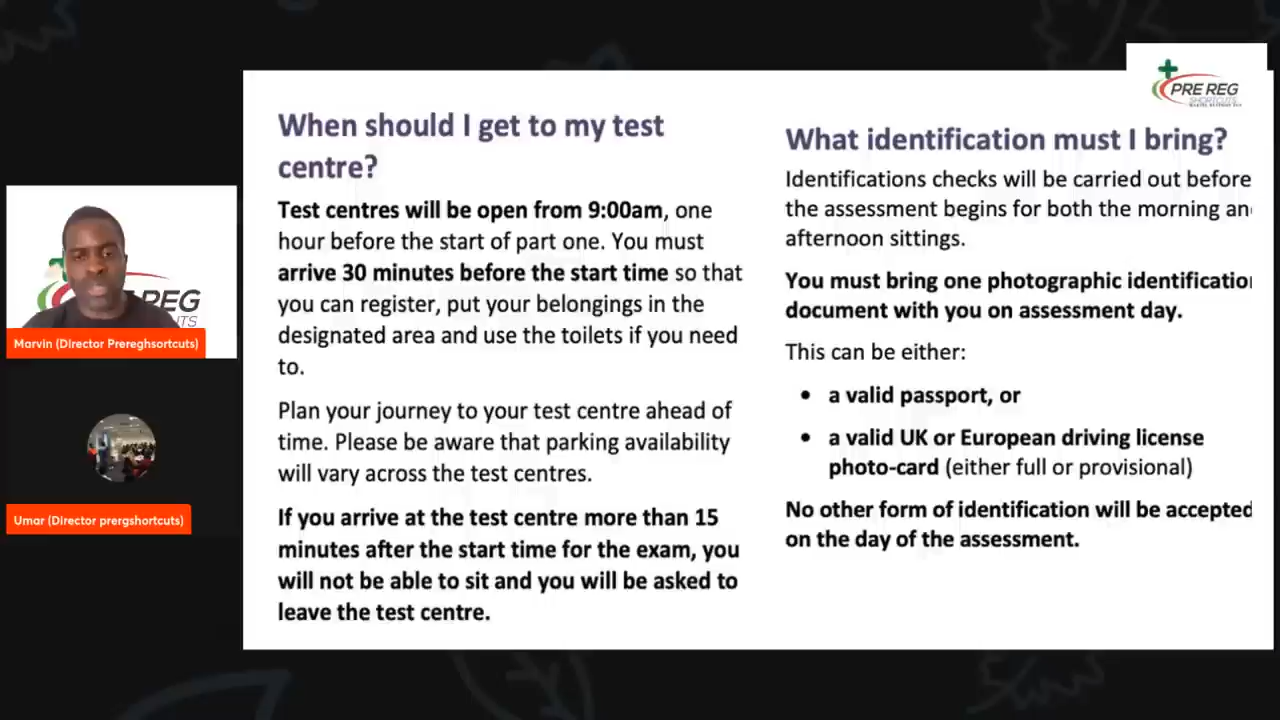 PRE REG
SHORTCUTS
When should I get to my test
centre?
Test centres will be open from 9:00am, one
hour before the start of part one. You must
arrive 30 minutes before the start time so that
you can register, put your belongings in the
designated area and use the toilets if you need
to.
Plan your journey to your test centre ahead of
time. Please be aware that parking availability
will vary across the test centres.
If you arrive at the test centre more than 15
minutes after the start time for the exam, you
will not be able to sit and you will be asked to
leave the test centre.
What identification must I bring?
Identifications checks will be carried out before
the assessment begins for both the morning an
afternoon sittings.
You must bring one photographic identification
document with you on assessment day.
This can be either:
• a valid passport, or
• a valid UK or European driving license
photo-card (either full or provisional)
No other form of identification will be accepted
on the day of the assessment.
REG
UTS
Marvin (Director Prereghsortcuts)
Umar (Director prergshortcuts)